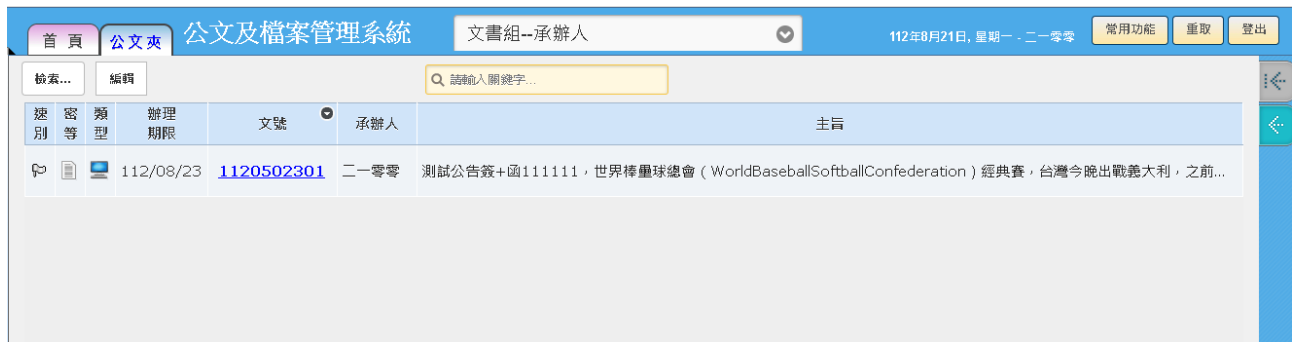 首 頁
公文夾
公文及檔案管理系統
文書組--承辦人
112年8月21日, 星期一 - 二一零零
常用功能
重取
登出
檢索...
編輯
請輸入關鍵字...
速別
密等
類型
辦理期限
文號
承辦人
主旨
112/08/23
1120502301
二一零零
測試公告簽+函111111，世界棒壘球總會（WorldBaseballSoftballConfederation）經典賽，台灣今晚出戰義大利，之前...